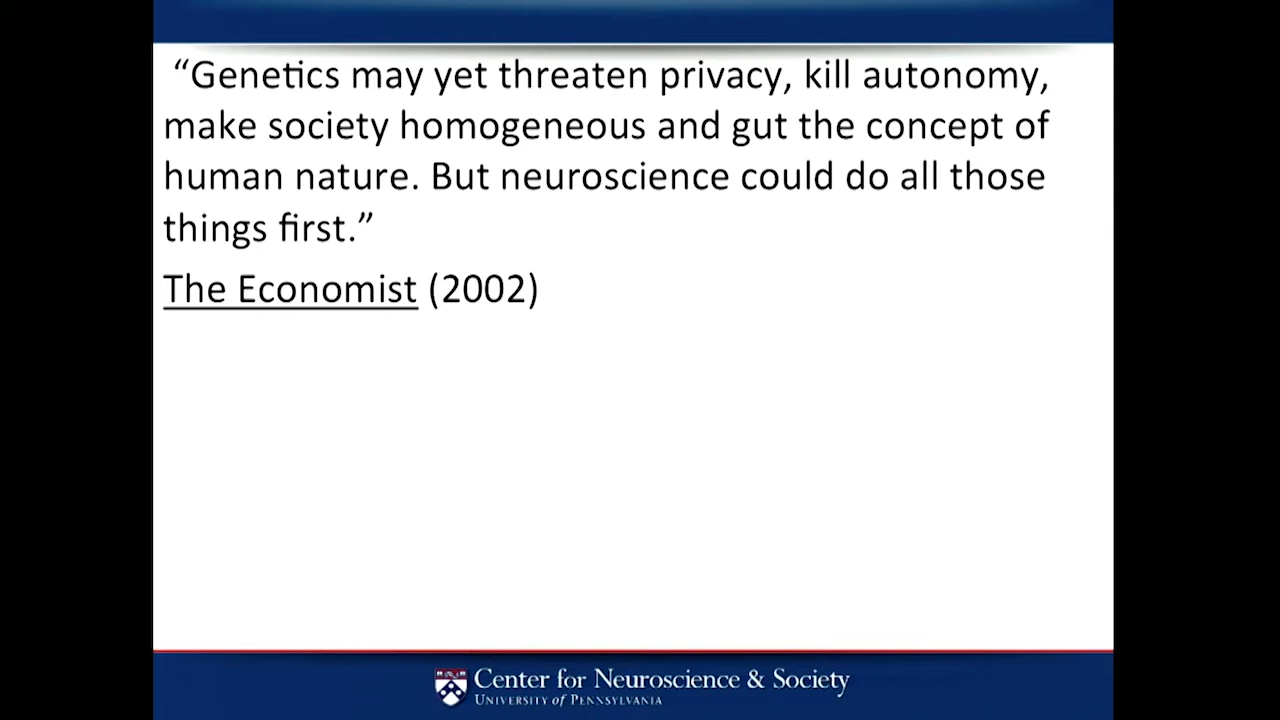 “Genetics may yet threaten privacy, kill autonomy,
make society homogeneous and gut the concept of
human nature. But neuroscience could do all those
things first.”
The Economist (2002)
Center for Neuroscience & Society
UNIVERSITY of PENNSYLVANIA